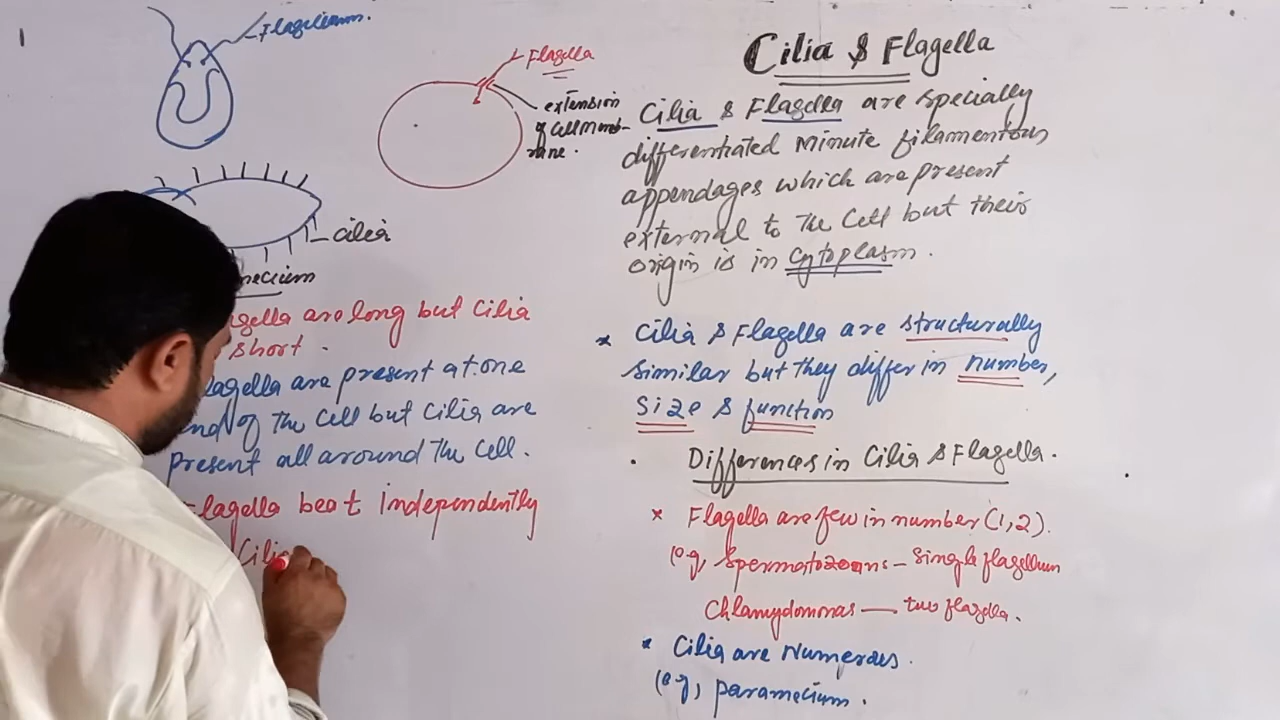 Cilia & Flagella
Cilia & Flagella are specially
differentiated minute filamentous
appendages which are present
external to the cell but their
origin is in cytoplasm.
* Cilia & Flagella are structurally
similar but they differ in number,
size & function
Differences in Cilia & Flagella.
* Flagella are few in number (1,2).
(e.g, Spermatozoans – single flagellum
Chlamydomonas — two flagella.
* Cilia are Numerous.
(e.g, paramecium.
Flagellum.
Flagella
extension
of cell memb-
rane.
cilia
mecium
gella are long but Cilia
short.
lagella are present at one
end of the cell but Cilia are
present all around the cell.
Flagella beat independently
Cilia